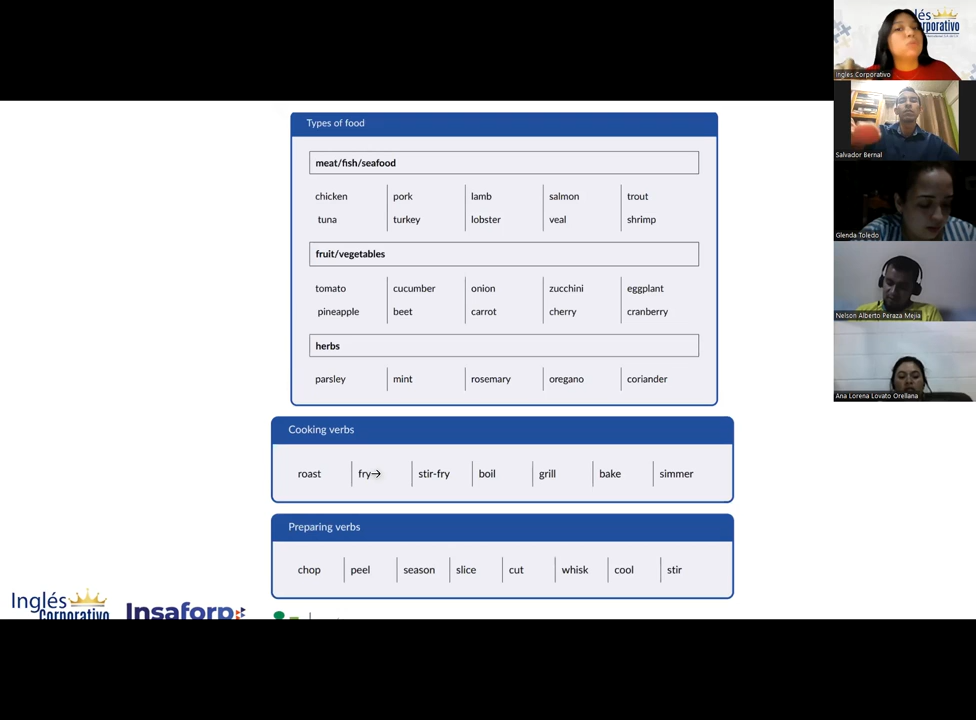 Types of food
meat/fish/seafood
chicken pork lamb salmon trout
tuna turkey lobster veal shrimp
fruit/vegetables
tomato cucumber onion zucchini eggplant
pineapple beet carrot cherry cranberry
herbs
parsley mint rosemary oregano coriander
Cooking verbs
roast fry→ stir-fry boil grill bake simmer
Preparing verbs
chop peel season slice cut whisk cool stir
Inglés
Corporativo
Insaforp
lés
rporativo
Inglés Corporativo
Salvador Bernal
Glenda Toledo
Nelson Alberto Peraza Mejia
Ana Lorena Lovato Orellana